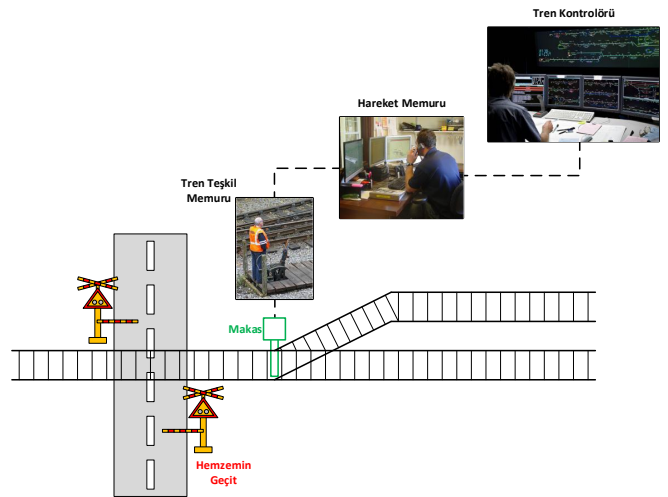 Tren Kontrolörü
Hareket Memuru
Tren Teşkil
Memuru
Makas
Hemzemin
Geçit